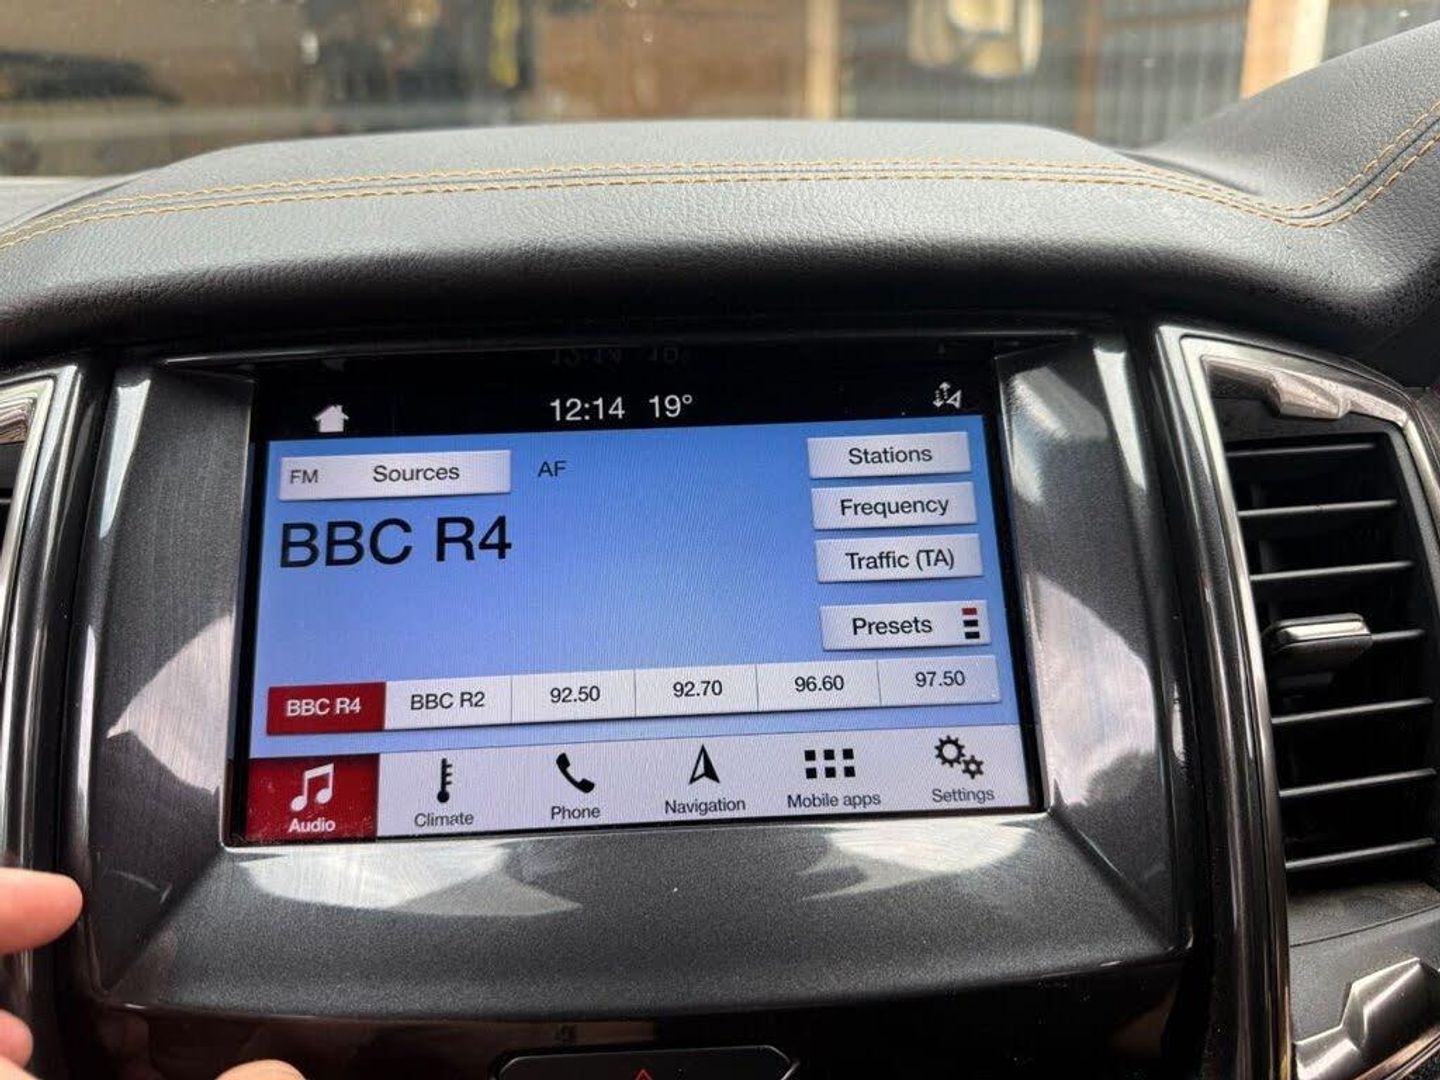 12:14 19°
FM Sources AF
Stations
BBC R4
Frequency
Traffic (TA)
Presets
BBC R4 BBC R2 92.50 92.70 96.60 97.50
Audio Climate Phone Navigation Mobile apps Settings